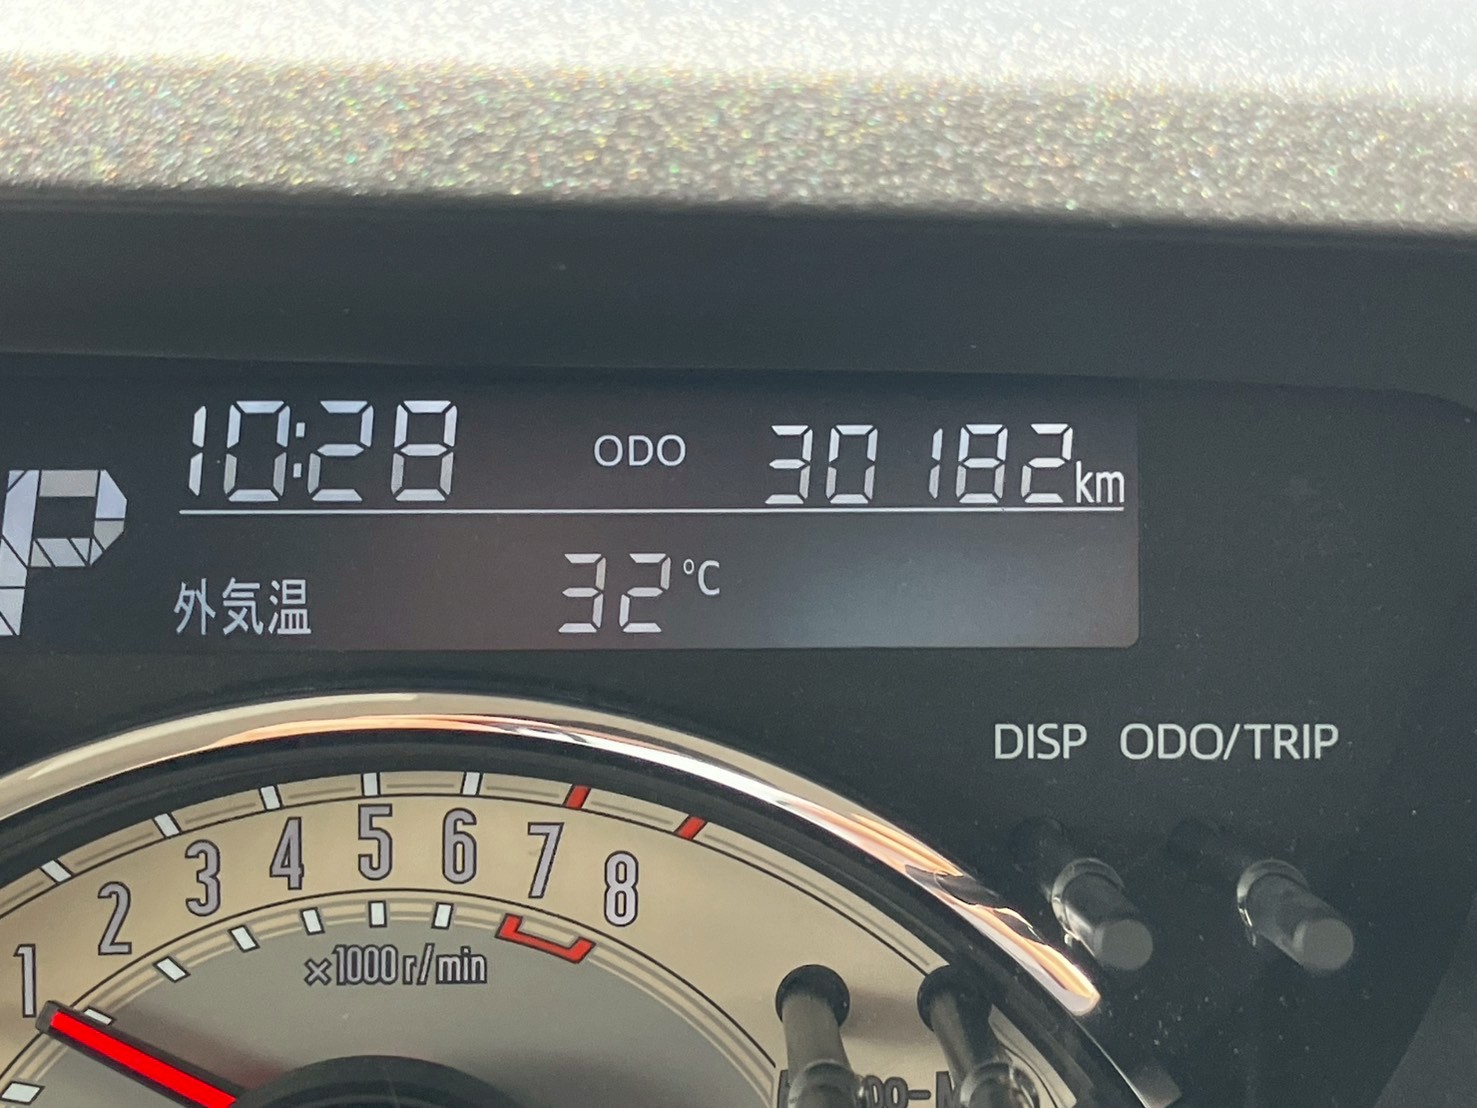 10:28 ODO 30182km
P
外気温 32°C
DISP ODO/TRIP
1 2 3 4 5 6 7 8
×1000 r/min